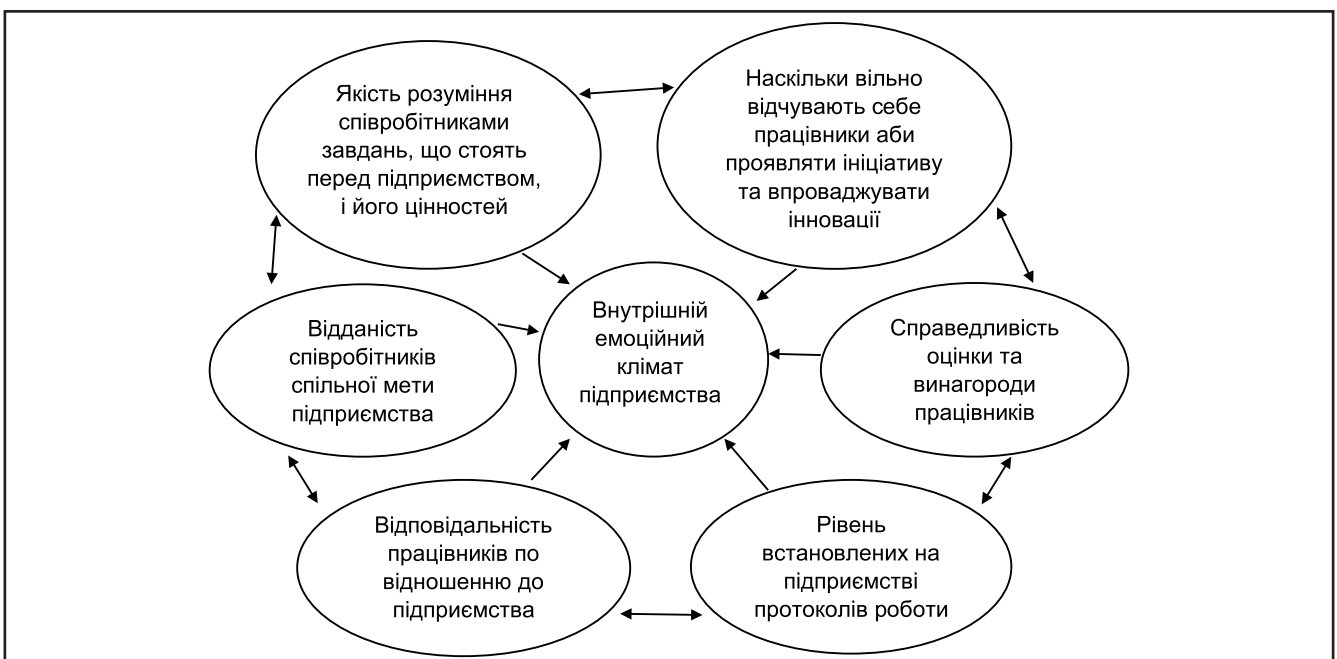 Якість розуміння
співробітниками
завдань, що стоять
перед підприємством,
і його цінностей
Наскільки вільно
відчувають себе
працівники аби
проявляти ініціативу
та впроваджувати
інновації
Відданість
співробітників
спільної мети
підприємства
Внутрішній
емоційний
клімат
підприємства
Справедливість
оцінки та
винагороди
працівників
Відповідальність
працівників по
відношенню до
підприємства
Рівень
встановлених на
підприємстві
протоколів роботи